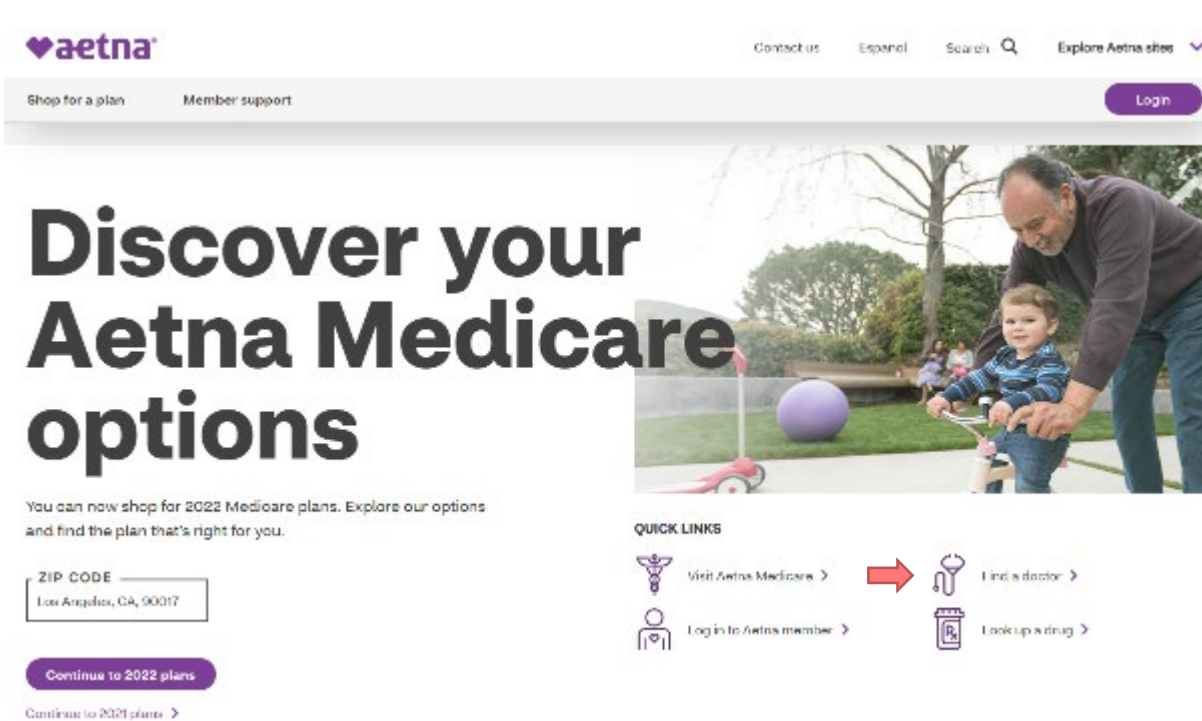 aetna®
Contact us Espanol Search Explore Aetna sites
Shop for a plan Member support Login
Discover your
Aetna Medicare
options
You can now shop for 2022 Medicare plans. Explore our options
and find the plan that's right for you.
ZIP CODE
Los Angeles, CA, 90017
Continue to 2022 plans
Continue to 2021 plans >
QUICK LINKS
Visit Aetna Medicare > Find a doctor >
Log in to Aetna member > Look up a drug >
Rx